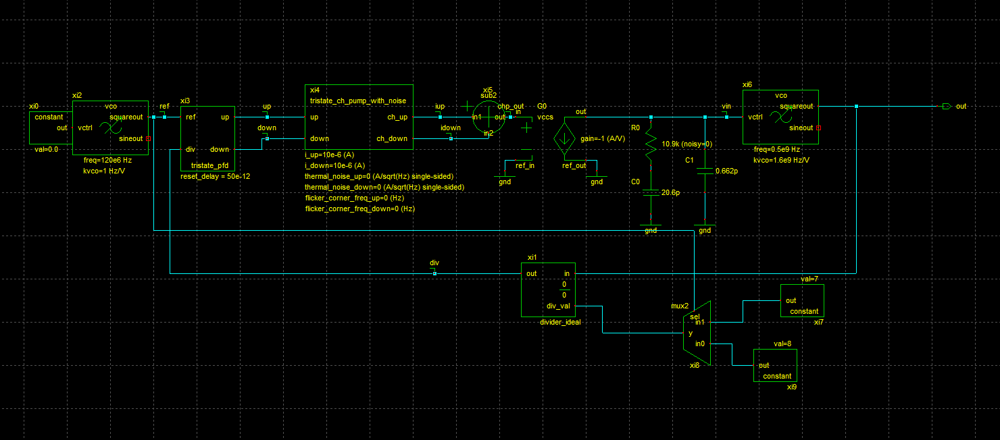 xi0
constant
out
val=0.0
xi2
vco
squareout
vctrl
sineout
freq=120e6 Hz
kvco=1 Hz/V
ref
xi3
ref
up
div
down
tristate_pfd
reset_delay = 50e-12
up
down
xi4
tristate_ch_pump_with_noise
up
ch_up
down
ch_down
i_up=10e-6 (A)
i_down=10e-6 (A)
thermal_noise_up=0 (A/sqrt(Hz) single-sided)
thermal_noise_down=0 (A/sqrt(Hz) single-sided)
flicker_corner_freq_up=0 (Hz)
flicker_corner_freq_down=0 (Hz)
iup
idown
xi5
sub2
in1
out
in2
chp_out
in
G0
vccs
out
gain=-1 (A/V)
ref_in
ref_out
gnd
gnd
R0
10.9k (noisy=0)
C1
0.662p
C0
20.6p
gnd
gnd
vin
xi6
vco
squareout
vctrl
sineout
freq=0.5e9 Hz
kvco=1.6e9 Hz/V
out
div
xi1
out
in
0
0
div_val
divider_ideal
mux2
sel
in1
y
in0
xi8
val=7
out
constant
xi7
val=8
out
constant
xi9